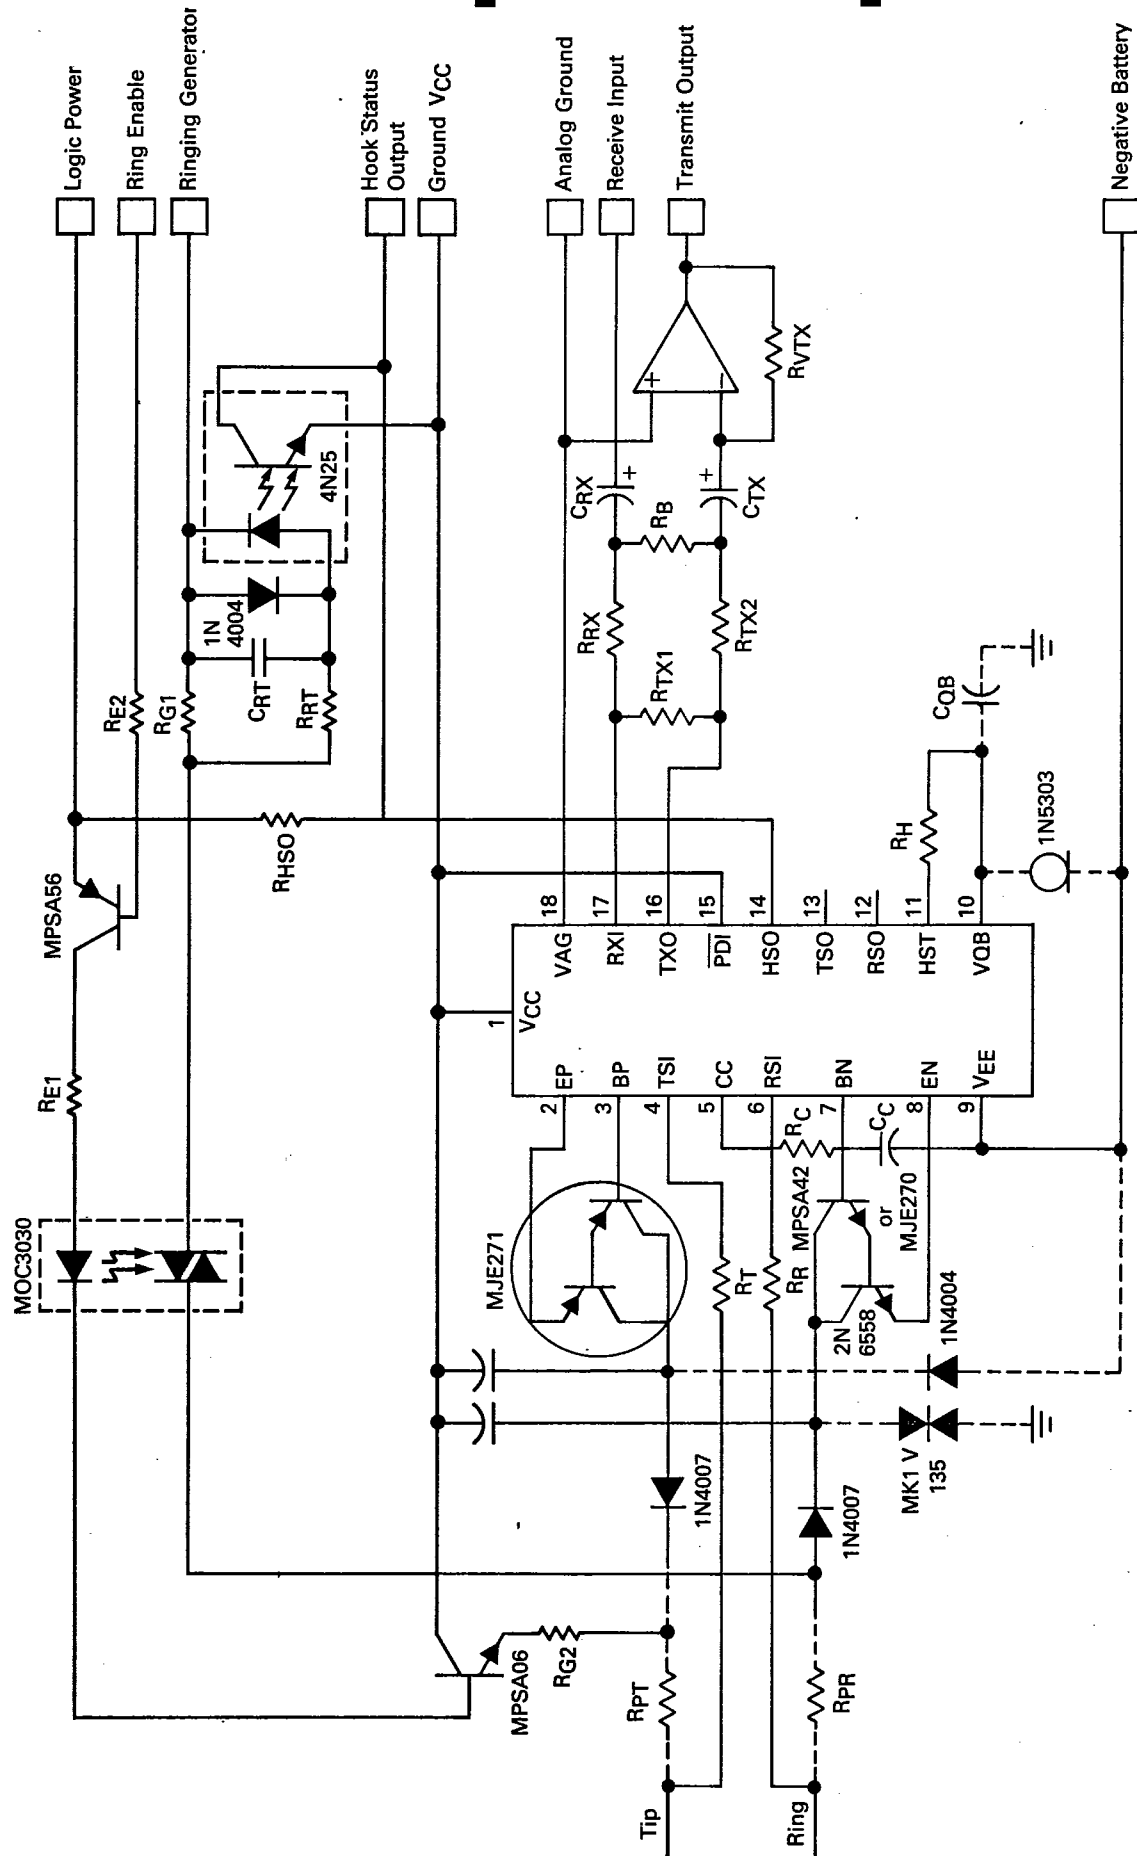 Logic Power
Ring Enable
Ringing Generator
Hook Status
Output
Ground VCC
Analog Ground
Receive Input
Transmit Output
Negative Battery
4N25
1N
4004
CRT
RRT
RE2
RG1
MPSA56
RHSO
RE1
MOC3030
CRX
+
RB
+
CTX
+
−
RVTX
RRX
RTX1
RTX2
CQB
RH
1N5303
18
VAG
17
RXI
16
TXO
15
PDI
14
HSO
13
TSO
12
RSO
11
HST
10
VQB
1
VCC
2
EP
3
BP
4
TSI
5
CC
6
RSI
7
BN
8
EN
9
VEE
RC
CC
MJE271
RT
RR
MPSA42
or
MJE270
2N
6558
1N4004
MK1 V
135
1N4007
1N4007
MPSA06
RG2
RPT
RPR
Tip
Ring